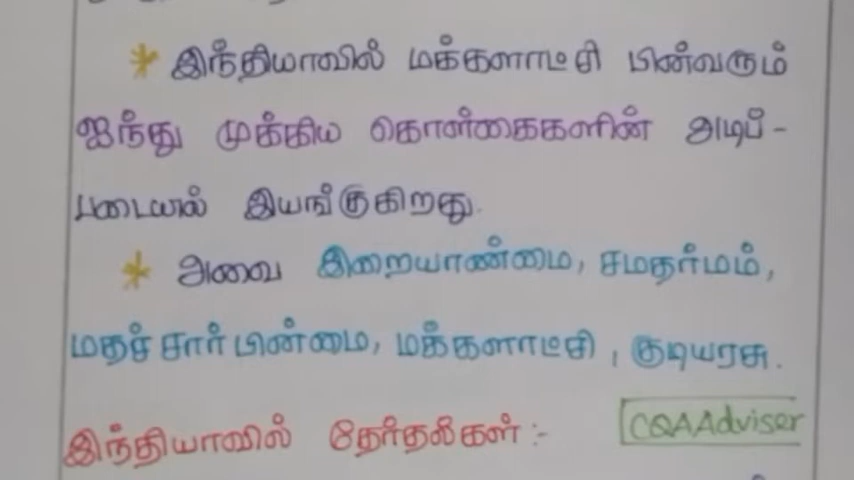 * இந்தியாவில் மக்களாட்சி பின்வரும்
ஐந்து முக்கிய கொள்கைகளின் அடிப் -
படையில் இயங்குகிறது.
* அவை இறையாண்மை, சமதர்மம்,
மதச் சார்பின்மை, மக்களாட்சி, குடியரசு.
இந்தியாவில் தேர்தல்கள் :-
CQAAdviser